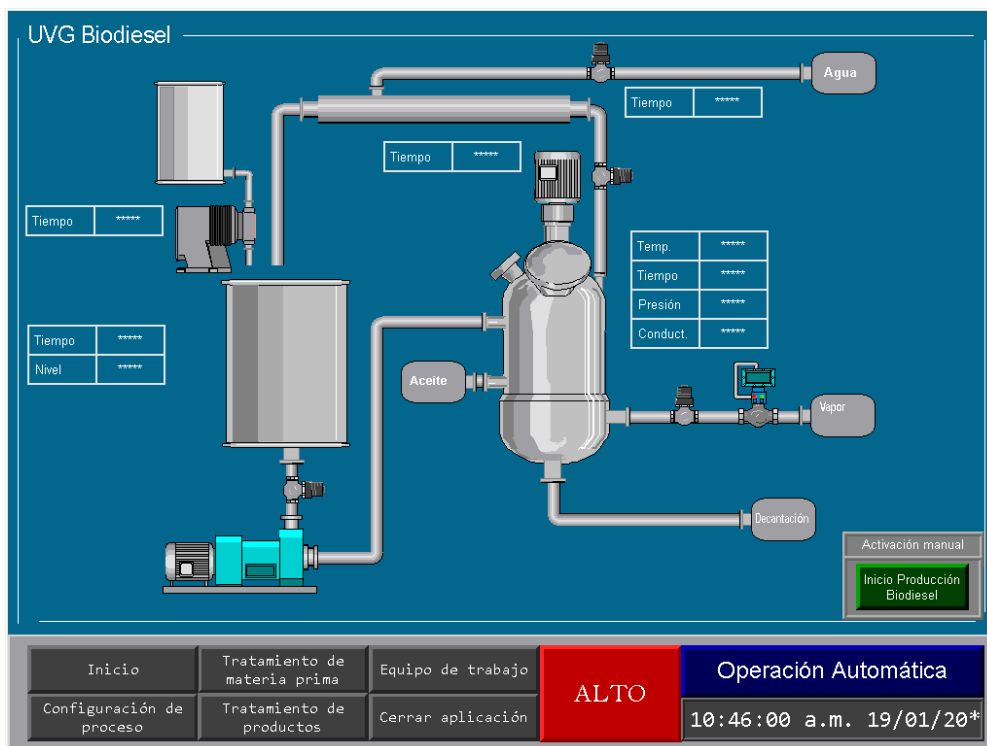 UVG Biodiesel
Agua
Tiempo *****
Tiempo *****
Tiempo *****
Temp. *****
Tiempo *****
Presión *****
Conduct. *****
Tiempo *****
Nivel *****
Aceite
Vapor
Decantación
Activación manual
Inicio Producción
Biodiesel
Inicio
Tratamiento de
materia prima
Equipo de trabajo
ALTO
Operación Automática
Configuración de
proceso
Tratamiento de
productos
Cerrar aplicación
10:46:00 a.m. 19/01/20*